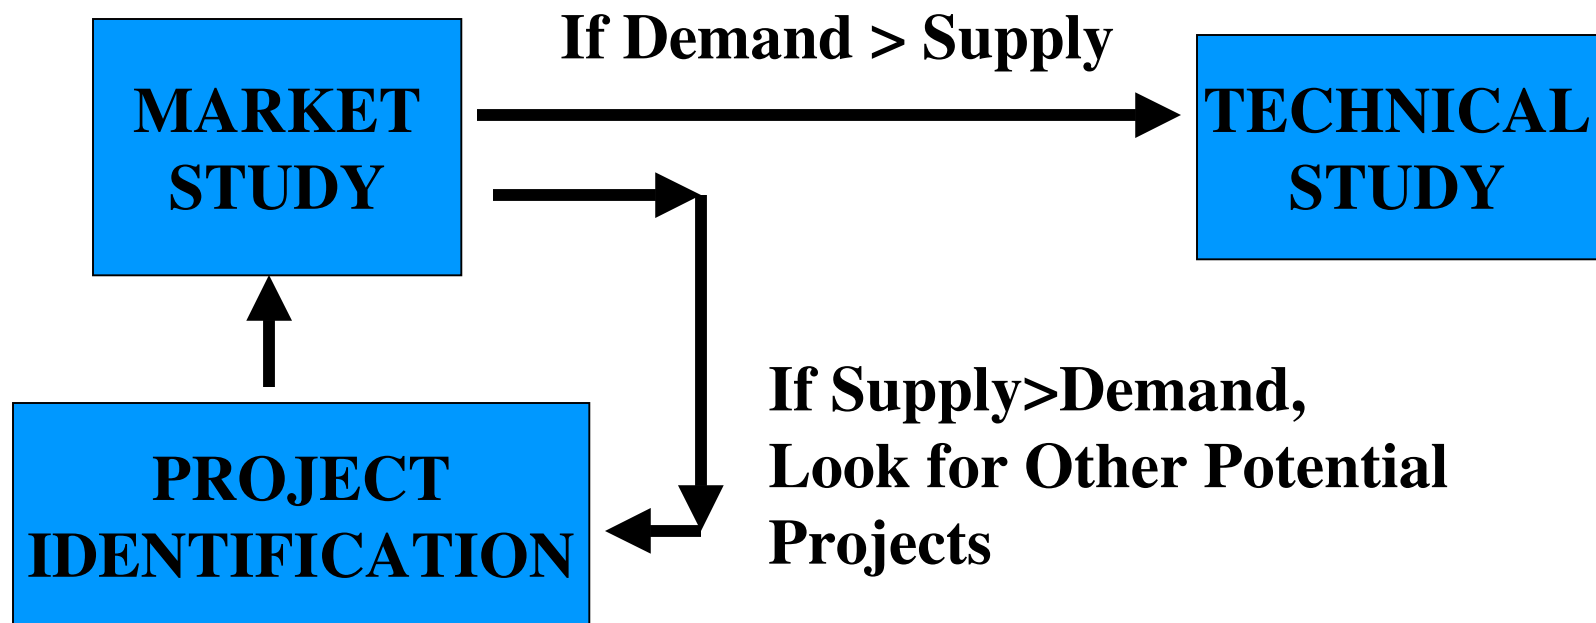 If Demand > Supply
MARKET
STUDY
TECHNICAL
STUDY
If Supply>Demand,
Look for Other Potential
Projects
PROJECT
IDENTIFICATION